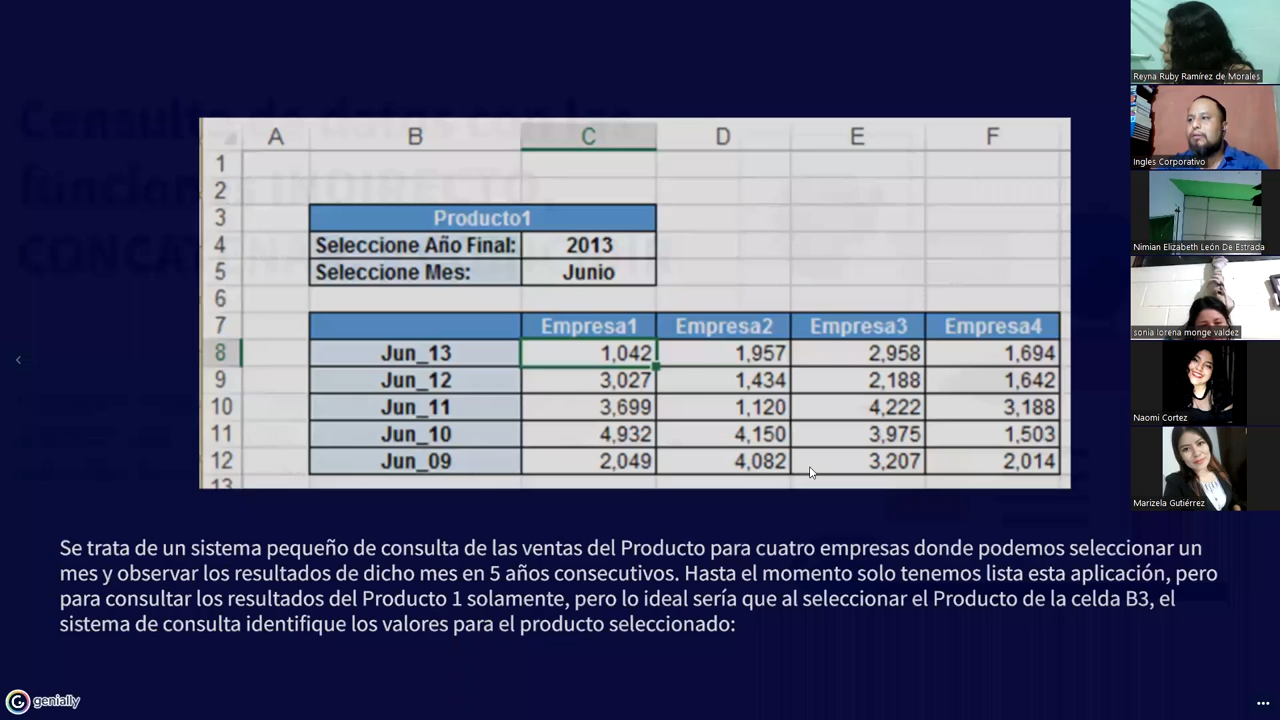 A B C D E F
1
2
3 Producto1
4 Seleccione Año Final: 2013
5 Seleccione Mes: Junio
6
7 Empresa1 Empresa2 Empresa3 Empresa4
8 Jun_13 1,042 1,957 2,958 1,694
9 Jun_12 3,027 1,434 2,188 1,642
10 Jun_11 3,699 1,120 4,222 3,188
11 Jun_10 4,932 4,150 3,975 1,503
12 Jun_09 2,049 4,082 3,207 2,014
13
Se trata de un sistema pequeño de consulta de las ventas del Producto para cuatro empresas donde podemos seleccionar un
mes y observar los resultados de dicho mes en 5 años consecutivos. Hasta el momento solo tenemos lista esta aplicación, pero
para consultar los resultados del Producto 1 solamente, pero lo ideal sería que al seleccionar el Producto de la celda B3, el
sistema de consulta identifique los valores para el producto seleccionado:
genially
Reyna Ruby Ramírez de Morales
Ingles Corporativo
Nimian Elizabeth León De Estrada
sonia lorena monge valdez
Naomi Cortez
Marizela Gutiérrez